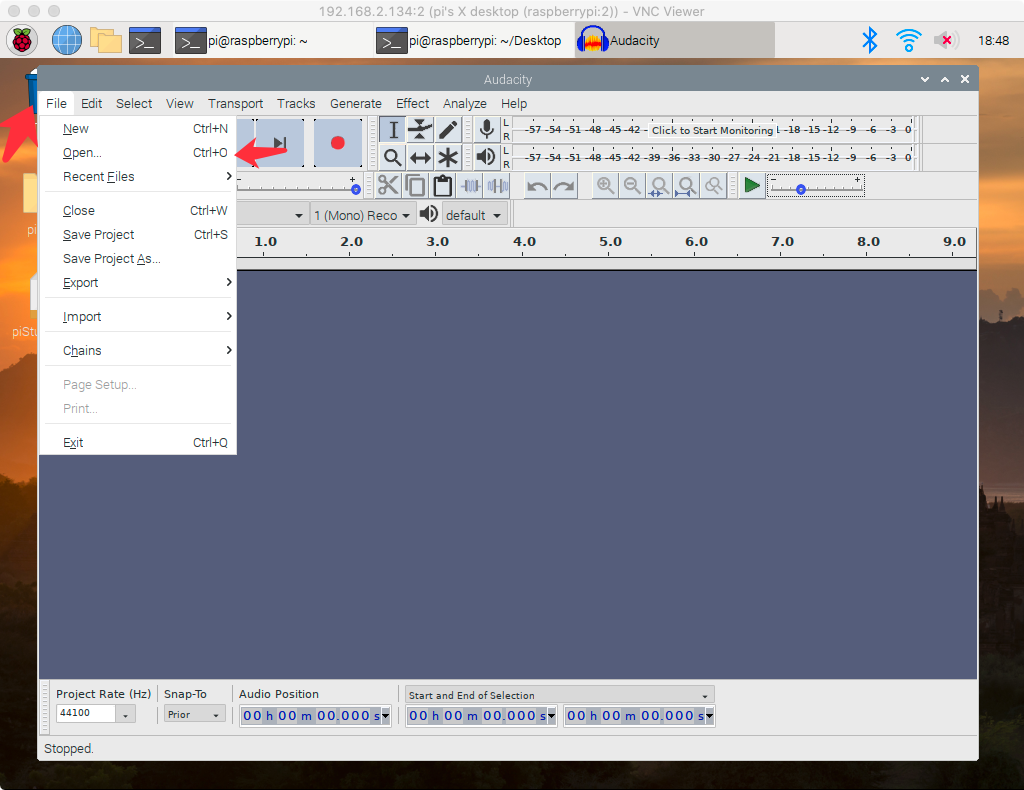 192.168.2.134:2 (pi's X desktop (raspberrypi:2)) - VNC Viewer
pi@raspberrypi: ~
pi@raspberrypi: ~/Desktop
Audacity
18:48
Audacity
File Edit Select View Transport Tracks Generate Effect Analyze Help
New Ctrl+N
Open... Ctrl+O
Recent Files
Close Ctrl+W
Save Project Ctrl+S
Save Project As...
Export
Import
Chains
Page Setup...
Print...
Exit Ctrl+Q
L
R
-57 -54 -51 -48 -45 -42 Click to Start Monitoring -18 -15 -12 -9 -6 -3 0
L
R
-57 -54 -51 -48 -45 -42 -39 -36 -33 -30 -27 -24 -21 -18 -15 -12 -9 -6 -3 0
- +
1 (Mono) Reco
default
1.0 2.0 3.0 4.0 5.0 6.0 7.0 8.0 9.0
Project Rate (Hz) Snap-To Audio Position Start and End of Selection
44100 Prior 00 h 00 m 00.000 s 00 h 00 m 00.000 s 00 h 00 m 00.000 s
Stopped.